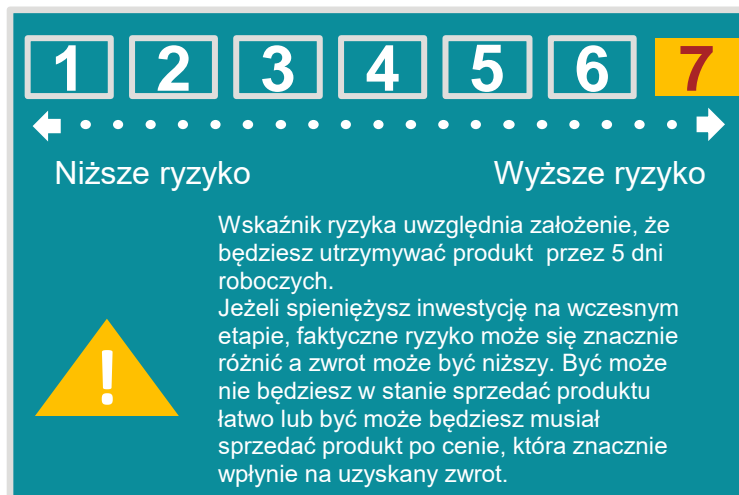 1 2 3 4 5 6 7
Niższe ryzyko Wyższe ryzyko
Wskaźnik ryzyka uwzględnia założenie, że
będziesz utrzymywać produkt przez 5 dni
roboczych.
Jeżeli spieniężysz inwestycję na wczesnym
etapie, faktyczne ryzyko może się znacznie
różnić a zwrot może być niższy. Być może
nie będziesz w stanie sprzedać produktu
łatwo lub być może będziesz musiał
sprzedać produkt po cenie, która znacznie
wpłynie na uzyskany zwrot.
!